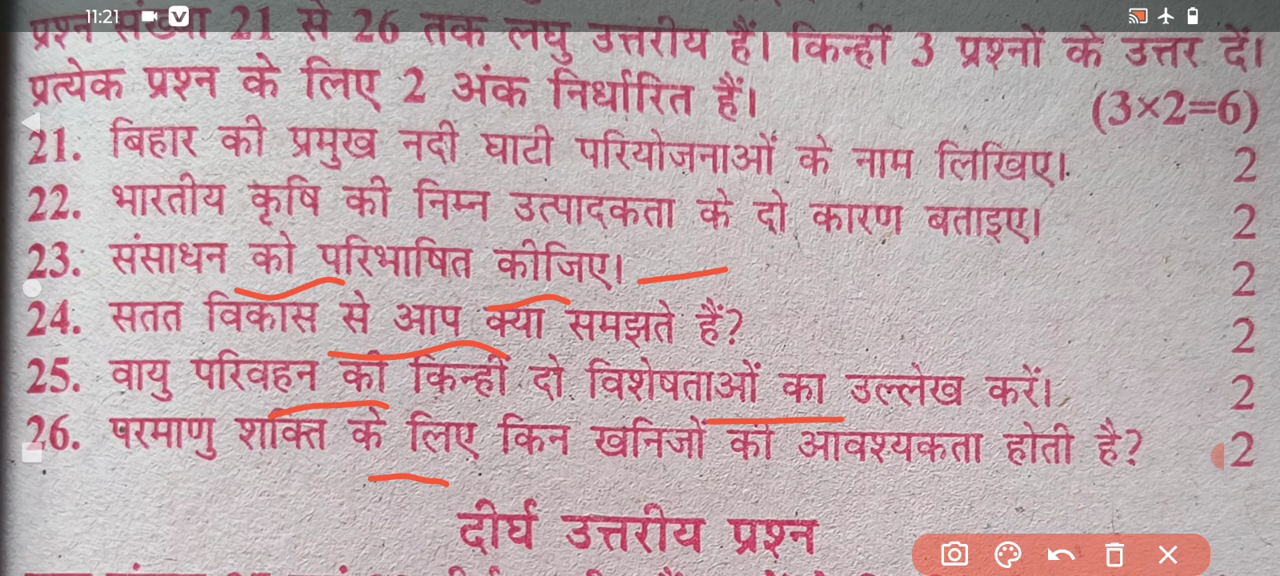 11:21
प्रश्न संख्या 21 से 26 तक लघु उत्तरीय हैं। किन्हीं 3 प्रश्नों के उत्तर दें।
प्रत्येक प्रश्न के लिए 2 अंक निर्धारित हैं। (3×2=6)
21. बिहार की प्रमुख नदी घाटी परियोजनाओं के नाम लिखिए। 2
22. भारतीय कृषि की निम्न उत्पादकता के दो कारण बताइए। 2
23. संसाधन को परिभाषित कीजिए। 2
24. सतत विकास से आप क्या समझते हैं? 2
25. वायु परिवहन की किन्हीं दो विशेषताओं का उल्लेख करें। 2
26. परमाणु शक्ति के लिए किन खनिजों की आवश्यकता होती है? 2
दीर्घ उत्तरीय प्रश्न